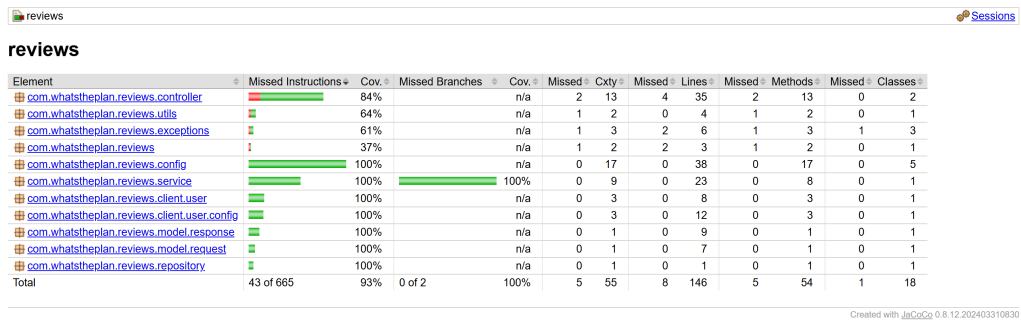 reviews Sessions
reviews
Element Missed Instructions Cov. Missed Branches Cov. Missed Cxty Missed Lines Missed Methods Missed Classes
com.whatstheplan.reviews.controller 84% n/a 2 13 4 35 2 13 0 2
com.whatstheplan.reviews.utils 64% n/a 1 2 0 4 1 2 0 1
com.whatstheplan.reviews.exceptions 61% n/a 1 3 2 6 1 3 1 3
com.whatstheplan.reviews 37% n/a 1 2 2 3 1 2 0 1
com.whatstheplan.reviews.config 100% n/a 0 17 0 38 0 17 0 5
com.whatstheplan.reviews.service 100% 100% 0 9 0 23 0 8 0 1
com.whatstheplan.reviews.client.user 100% n/a 0 3 0 8 0 3 0 1
com.whatstheplan.reviews.client.user.config 100% n/a 0 3 0 12 0 3 0 1
com.whatstheplan.reviews.model.response 100% n/a 0 1 0 9 0 1 0 1
com.whatstheplan.reviews.model.request 100% n/a 0 1 0 7 0 1 0 1
com.whatstheplan.reviews.repository 100% n/a 0 1 0 1 0 1 0 1
Total 43 of 665 93% 0 of 2 100% 5 55 8 146 5 54 1 18
Created with JaCoCo 0.8.12.202403310830